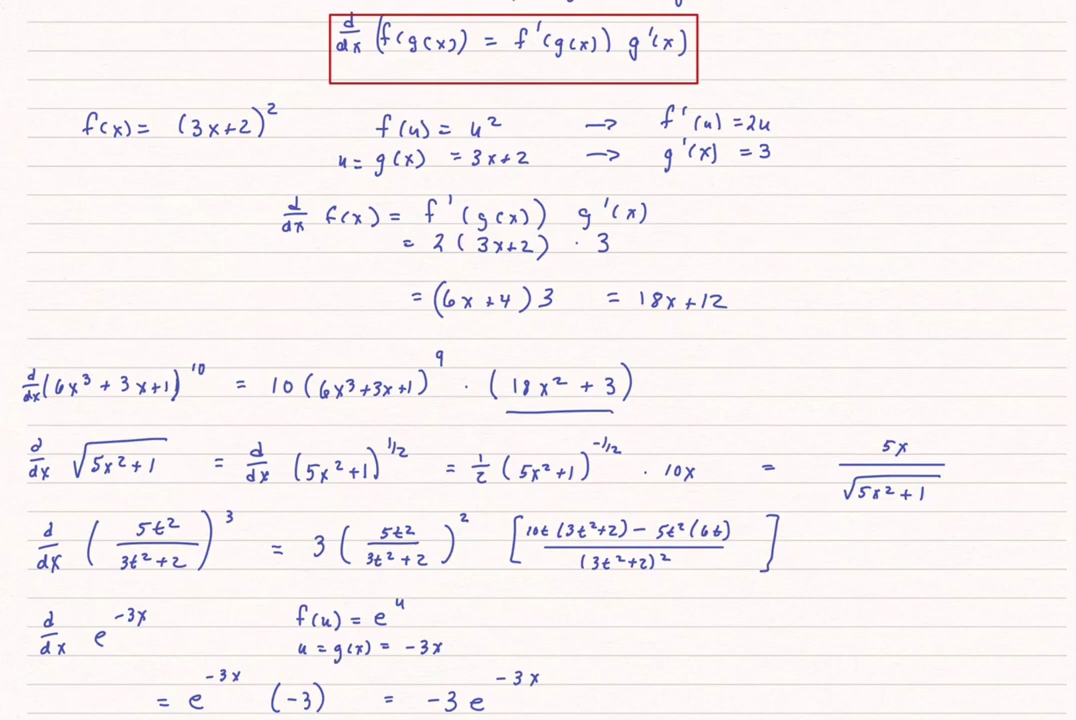 d/dx (f(g(x)) = f'(g(x)) g'(x)
f(x) = (3x+2)^2 f(u) = u^2 → f'(u) = 2u
u = g(x) = 3x+2 → g'(x) = 3
d/dx f(x) = f'(g(x)) g'(x)
= 2(3x+2) · 3
= (6x+4)3 = 18x+12
d/dx (6x^3 + 3x+1)^10 = 10(6x^3+3x+1)^9 · (18x^2 + 3)
d/dx √(5x^2+1) = d/dx (5x^2+1)^1/2 = 1/2 (5x^2+1)^-1/2 · 10x = 5x/√(5x^2+1)
d/dx (5t^2/(3t^2+2))^3 = 3(5t^2/(3t^2+2))^2 [(10t(3t^2+2) - 5t^2(6t))/(3t^2+2)^2]
d/dx e^-3x f(u) = e^u
u = g(x) = -3x
= e^-3x (-3) = -3e^-3x